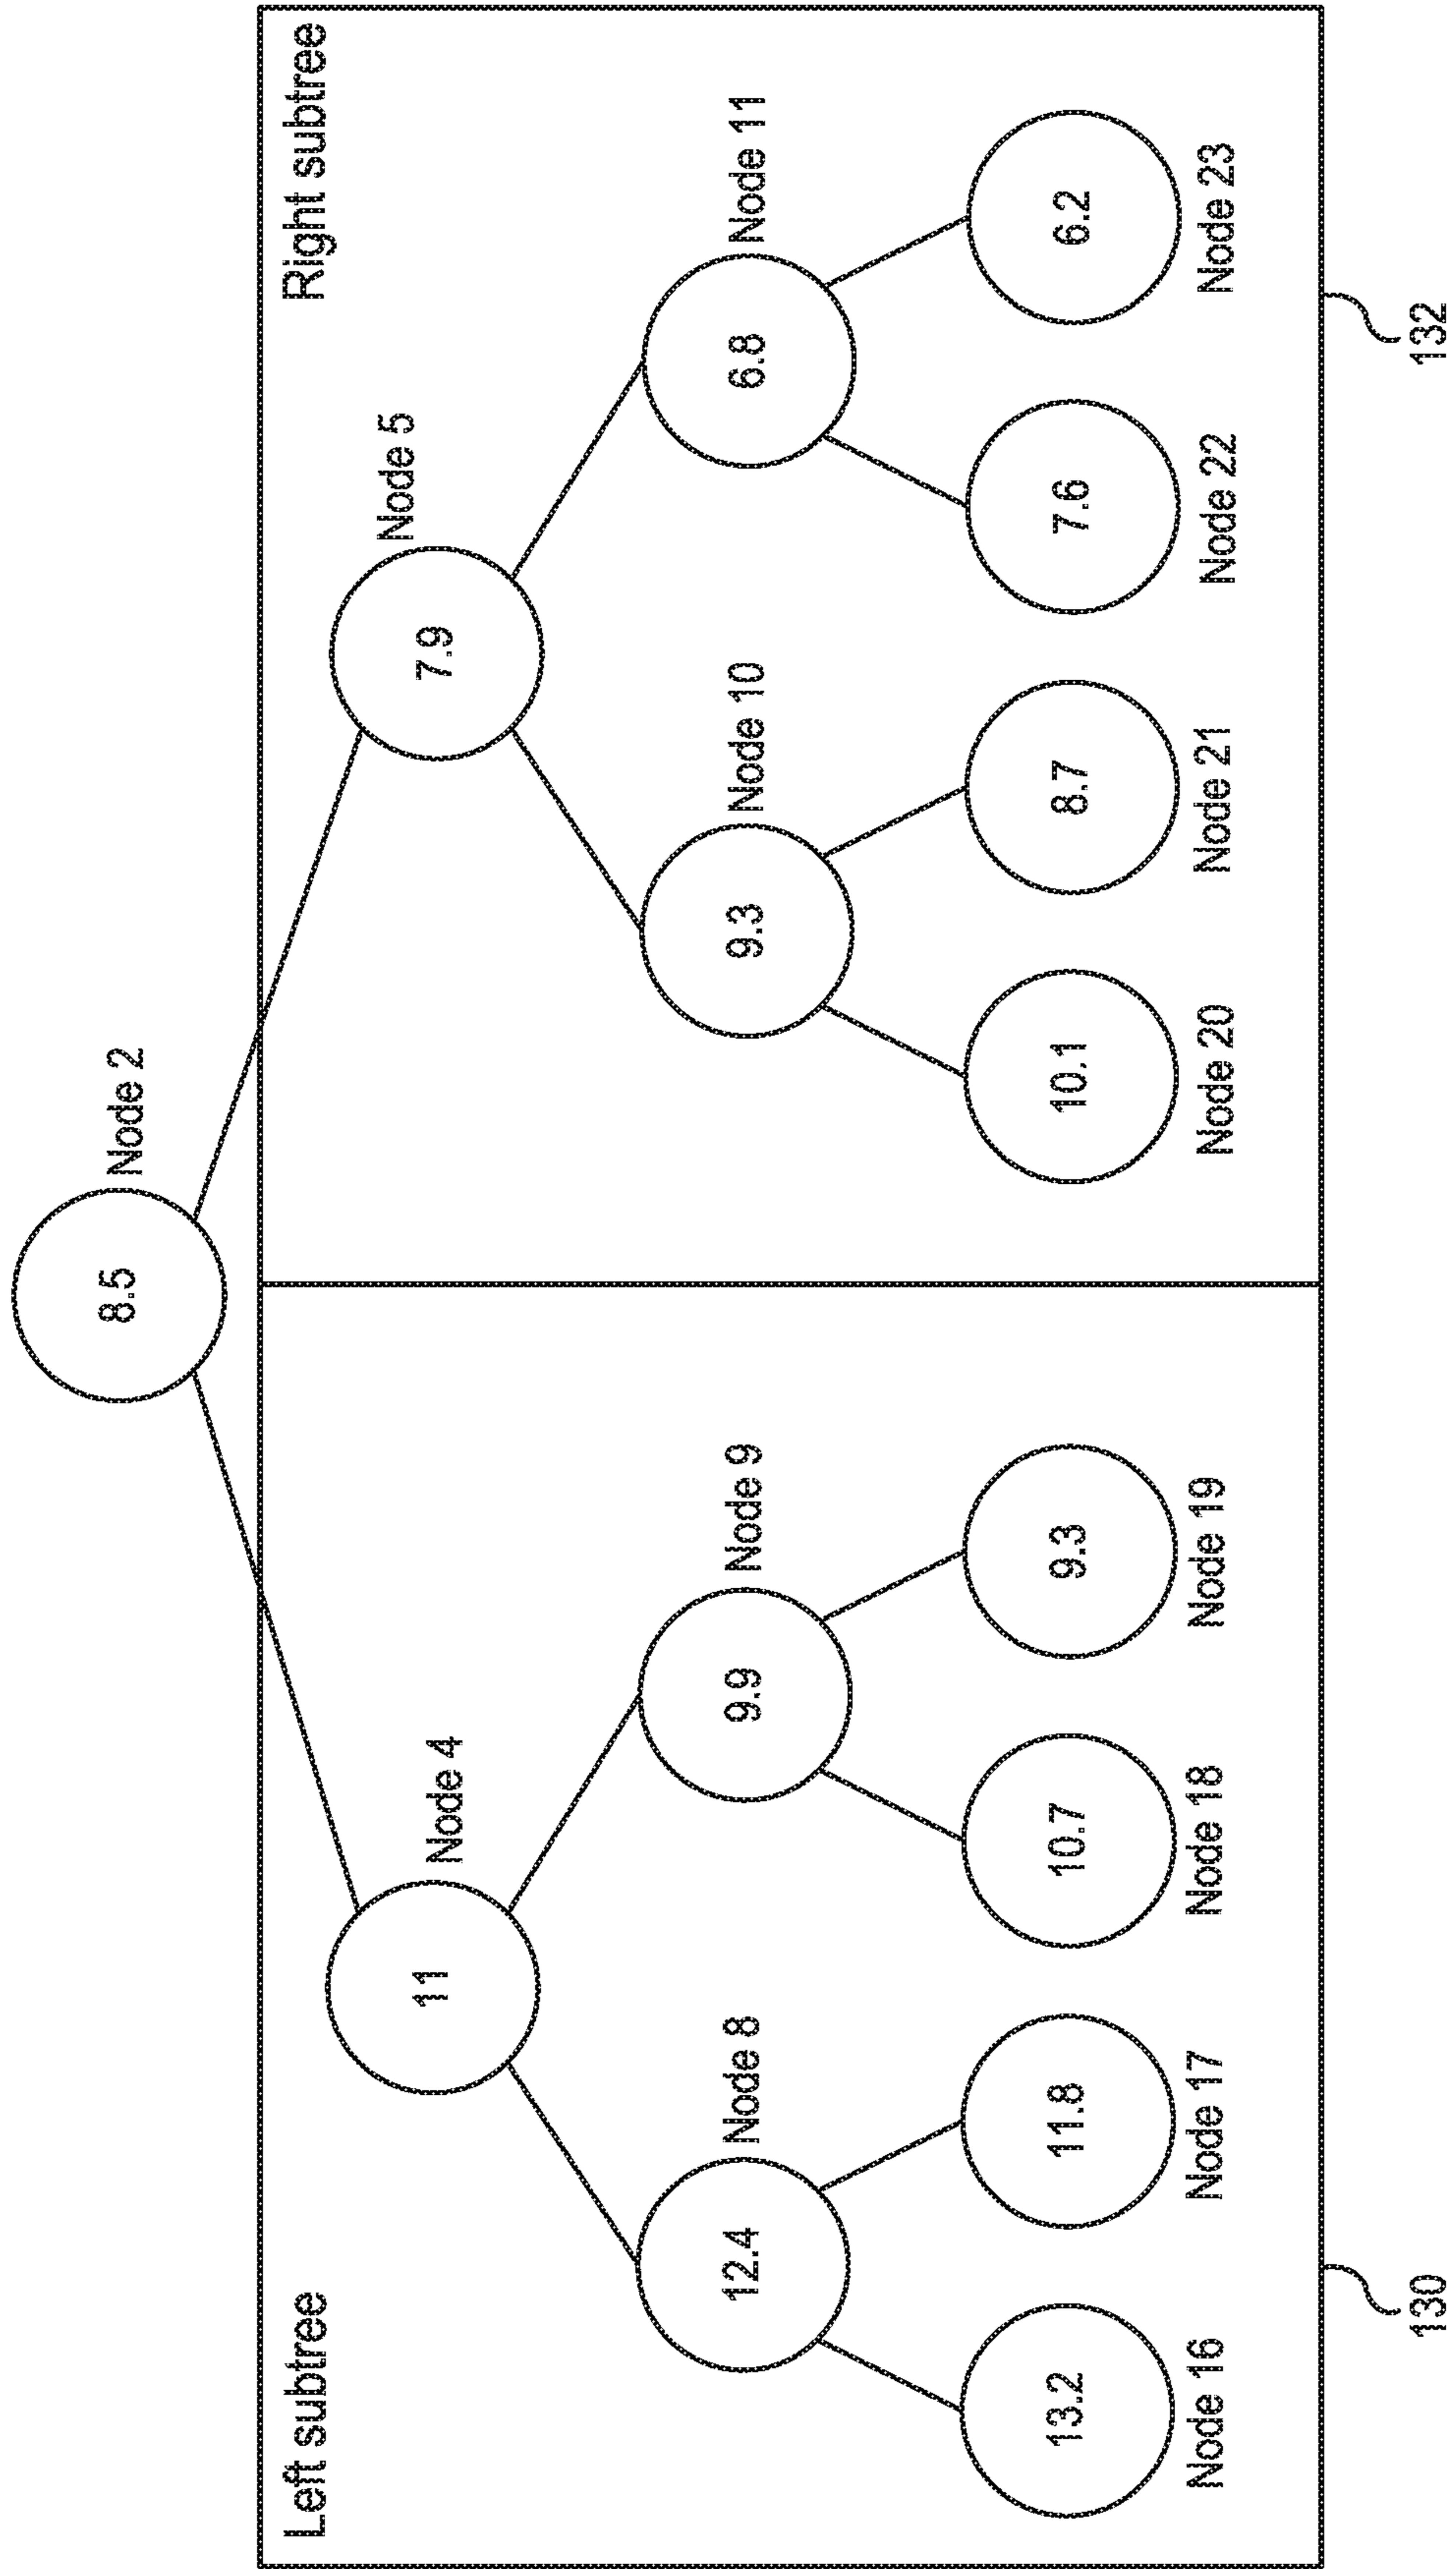 8.5
Node 2
Left subtree
Right subtree
11
Node 4
7.9
Node 5
12.4
Node 8
9.9
Node 9
9.3
Node 10
6.8
Node 11
13.2
11.8
10.7
9.3
10.1
8.7
7.6
6.2
Node 16
Node 17
Node 18
Node 19
Node 20
Node 21
Node 22
Node 23
130
132